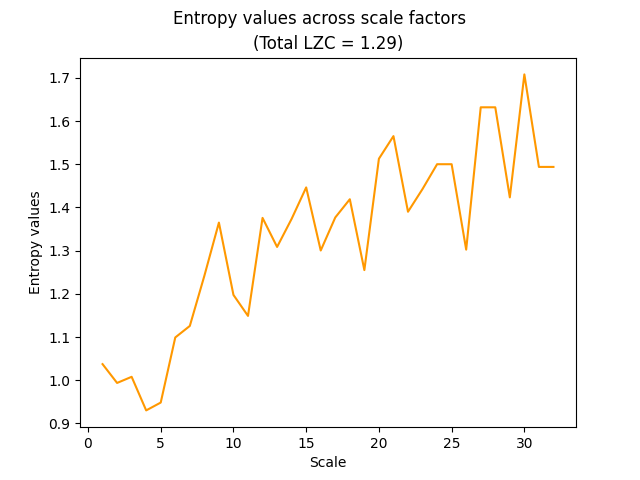 Entropy values across scale factors
(Total LZC = 1.29)
1.7
1.6
1.5
1.4
1.3
1.2
1.1
1.0
0.9
Entropy values
0 5 10 15 20 25 30
Scale